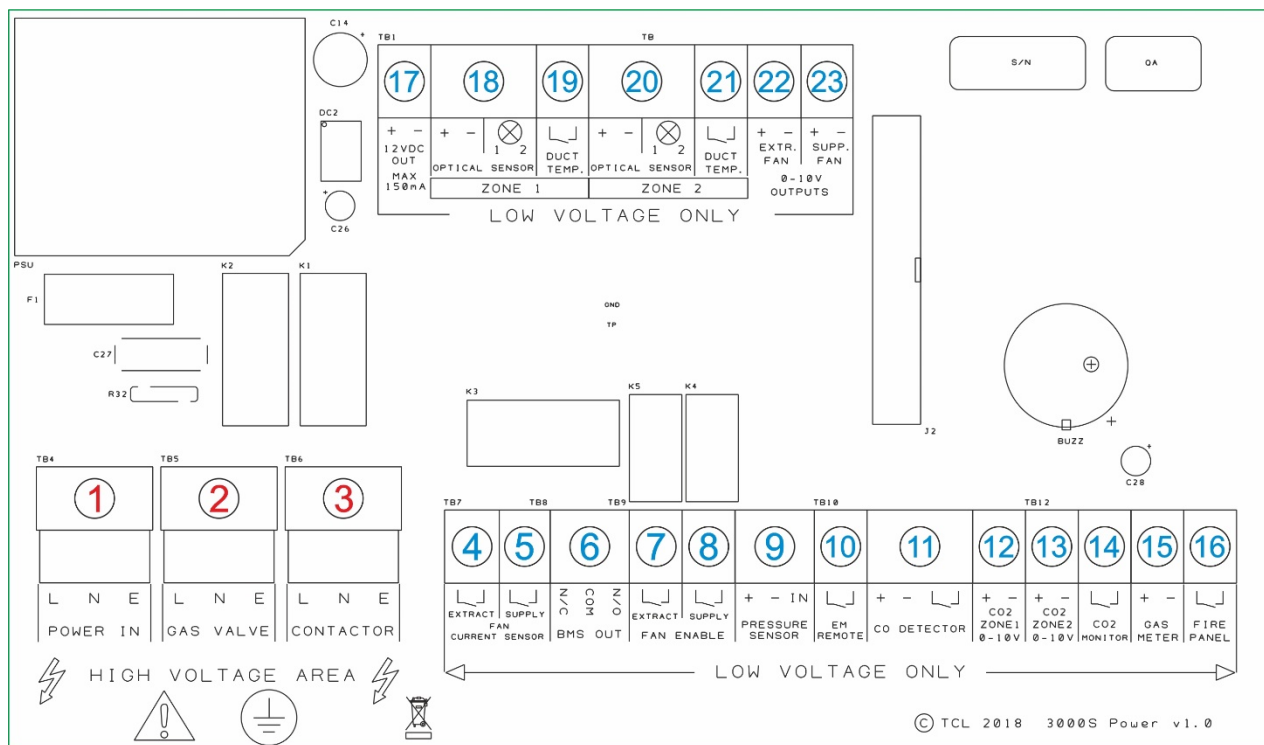 C14
TB1 TB
17 18 19 20 21 22 23
S/N QA
DC2
+ - + - + - + - + -
1 2 1 2
12VDC OUT MAX 150mA
OPTICAL SENSOR
DUCT TEMP.
OPTICAL SENSOR
DUCT TEMP.
EXTR. FAN
SUPP. FAN
0-10V OUTPUTS
ZONE 1 ZONE 2
LOW VOLTAGE ONLY
C26
PSU
K2 K1
F1
GND
TP
C27
R32
K3 K5 K4
J2
BUZZ
+
C28
TB4 TB5 TB6
1 2 3
L N E L N E L N E
POWER IN GAS VALVE CONTACTOR
HIGH VOLTAGE AREA
TB7 TB8 TB9 TB10 TB12
4 5 6 7 8 9 10 11 12 13 14 15 16
EXTRACT SUPPLY
FAN
CURRENT SENSOR
N/C COM N/O
BMS OUT
EXTRACT SUPPLY
FAN ENABLE
+ - IN
PRESSURE SENSOR
EM REMOTE
+ -
CO DETECTOR
+ -
CO2 ZONE1 0-10V
+ -
CO2 ZONE2 0-10V
CO2 MONITOR
+ -
GAS METER
FIRE PANEL
LOW VOLTAGE ONLY
© TCL 2018 3000S Power v1.0